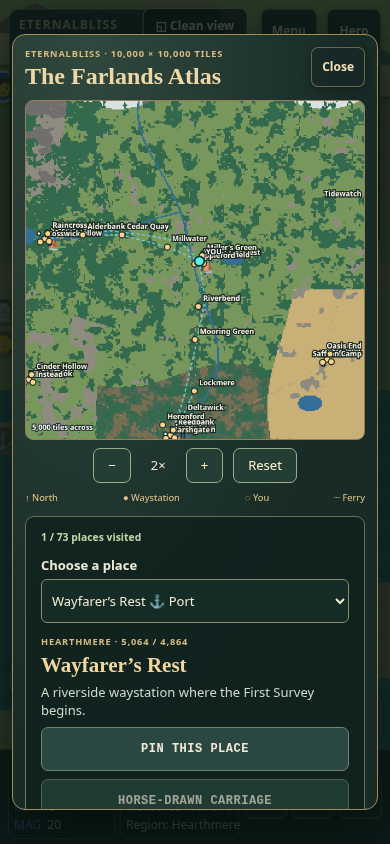 ETERNALBLISS
◱ Clean view
Menu
Hero
ETERNALBLISS · 10,000 × 10,000 TILES
The Farlands Atlas
Close
Tidewatch
Raincross
Alderbank
Cedar Quay
Millwater
Miller's Green
YOU
Riverbend
Mooring Green
Oasis End
Saffron Camp
Cinder Hollow
Lockmere
Deltawick
Heronford
Reedbank
5,000 tiles across
−
2×
+
Reset
↑ North
● Waystation
○ You
┄ Ferry
1 / 73 places visited
Choose a place
Wayfarer’s Rest ⚓ Port
HEARTHMERE · 5,064 / 4,864
Wayfarer’s Rest
A riverside waystation where the First Survey
begins.
PIN THIS PLACE
HORSE-DRAWN CARRIAGE
MAG: 20
Region: Hearthmere